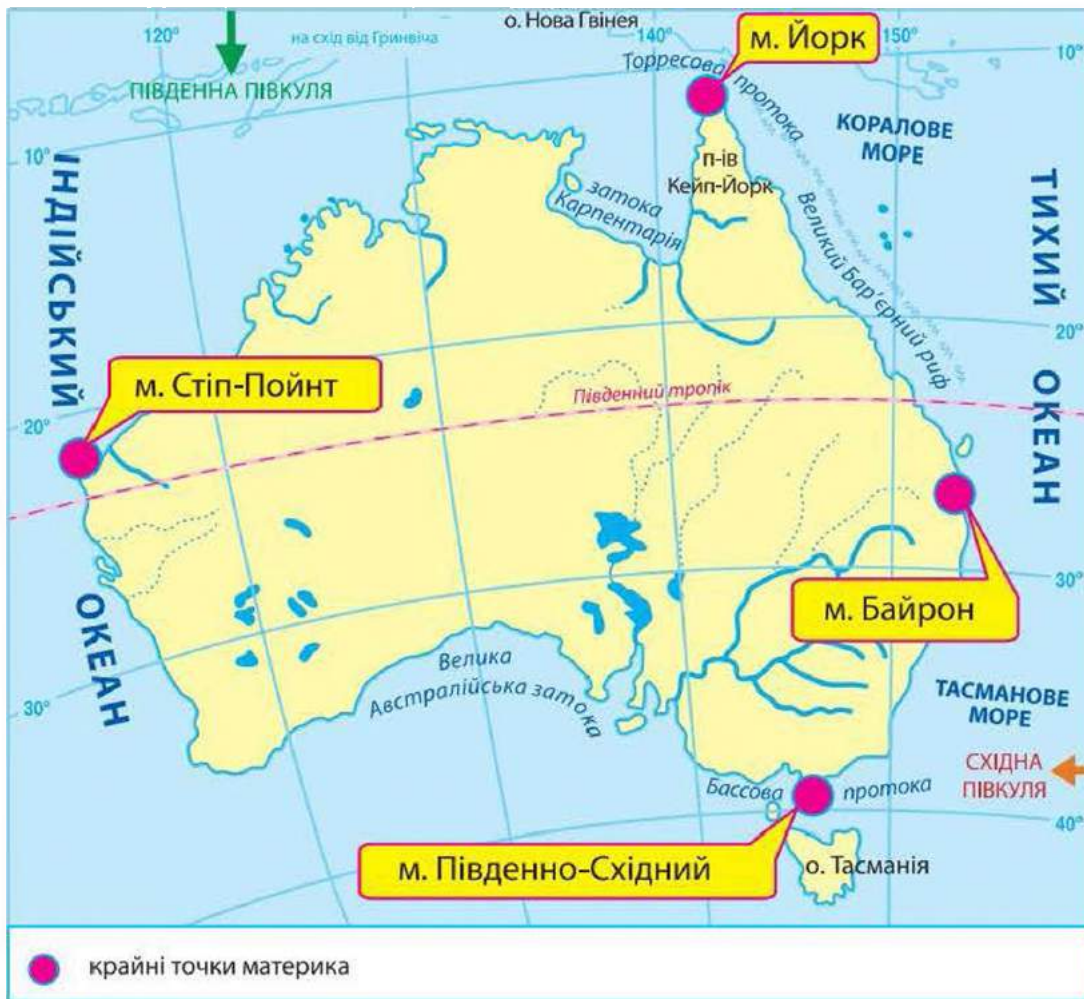 о. Нова Гвінея
120°
на схід від Гринвіча
140°
150°
м. Йорк
10°
Торресова протока
ПІВДЕННА ПІВКУЛЯ
КОРАЛОВЕ
МОРЕ
10°
п-ів
Кейп-Йорк
затока
Карпентарія
Великий Бар'єрний риф
ІНДІЙСЬКИЙ
ОКЕАН
ТИХИЙ ОКЕАН
20°
м. Стіп-Пойнт
Південний тропік
20°
30°
м. Байрон
Велика
Австралійська затока
ТАСМАНОВЕ
МОРЕ
30°
СХІДНА
ПІВКУЛЯ
Бассова протока
40°
м. Південно-Східний
о. Тасманія
крайні точки материка